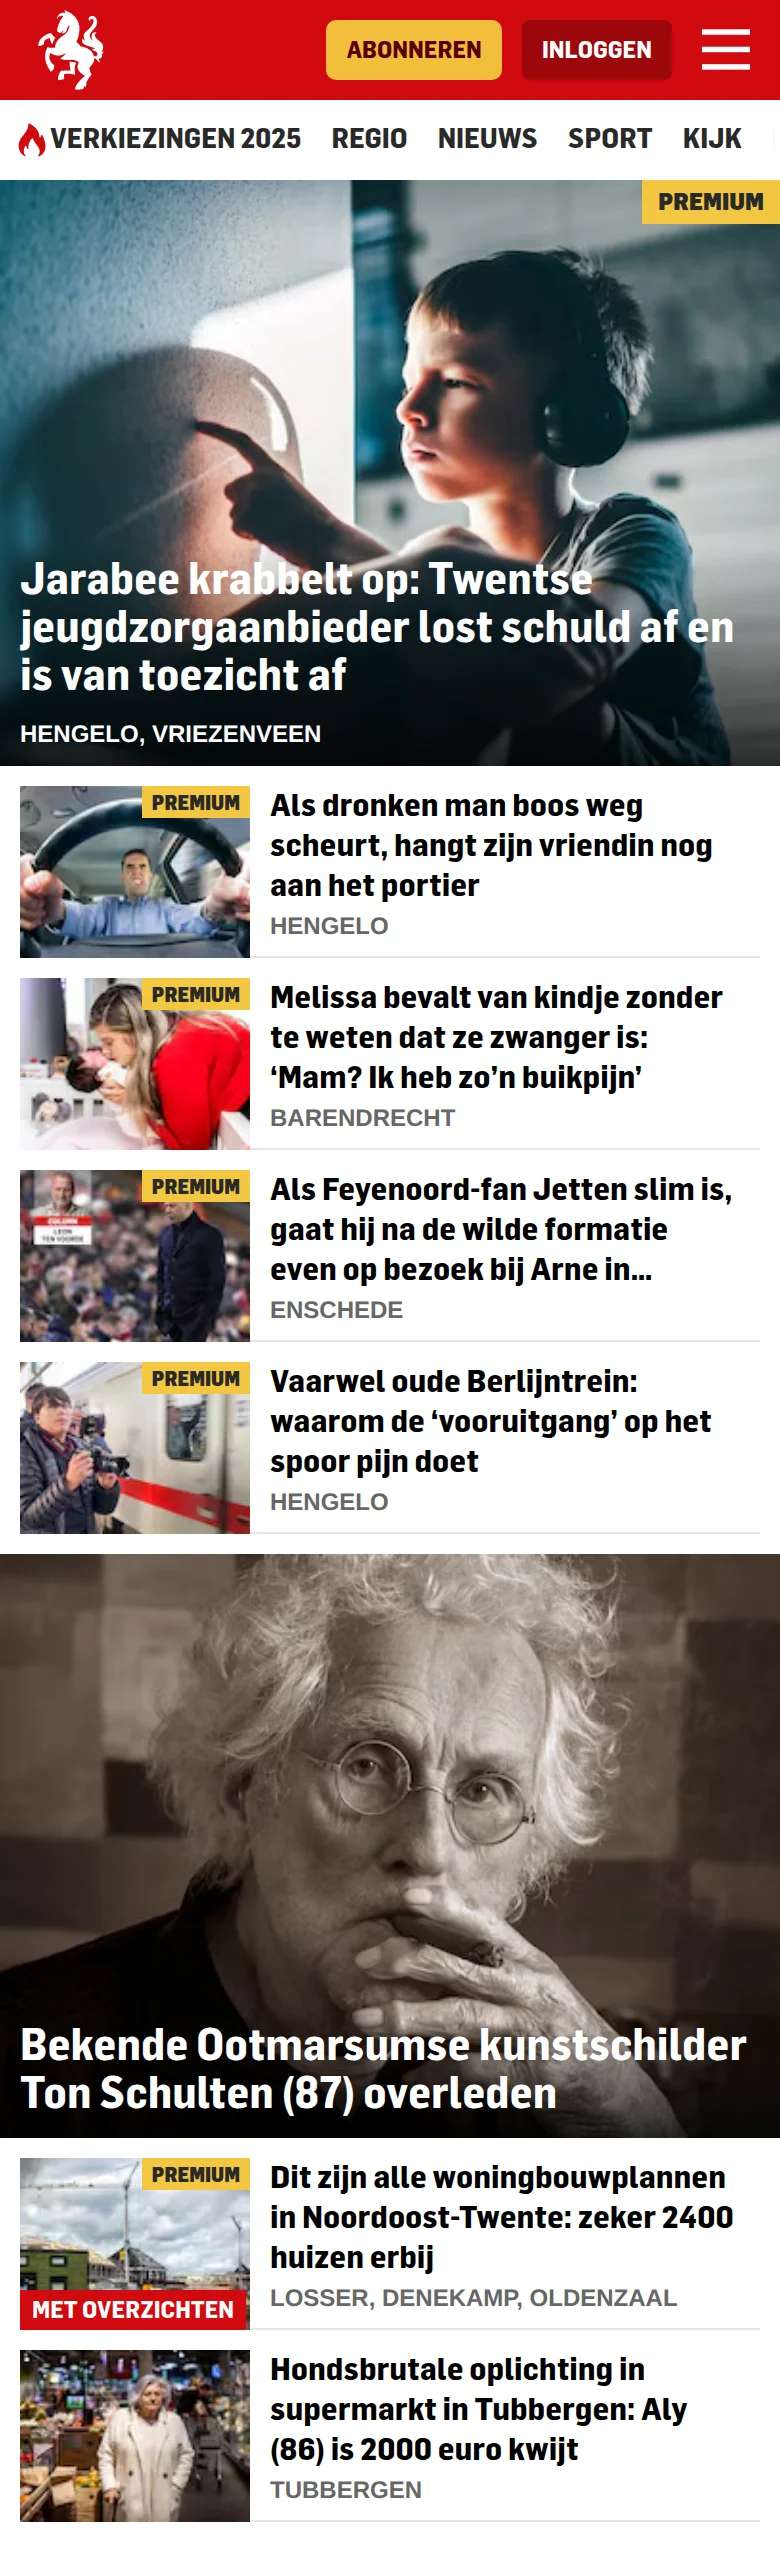 ABONNEREN
INLOGGEN
VERKIEZINGEN 2025
REGIO
NIEUWS
SPORT
KIJK
PREMIUM
Jarabee krabbelt op: Twentse
jeugdzorgaanbieder lost schuld af en
is van toezicht af
HENGELO, VRIEZENVEEN
PREMIUM
Als dronken man boos weg
scheurt, hangt zijn vriendin nog
aan het portier
HENGELO
PREMIUM
Melissa bevalt van kindje zonder
te weten dat ze zwanger is:
‘Mam? Ik heb zo’n buikpijn’
BARENDRECHT
PREMIUM
COLUMN
LEON
TEN VOORDE
Als Feyenoord-fan Jetten slim is,
gaat hij na de wilde formatie
even op bezoek bij Arne in...
ENSCHEDE
PREMIUM
Vaarwel oude Berlijntrein:
waarom de ‘vooruitgang’ op het
spoor pijn doet
HENGELO
Bekende Ootmarsumse kunstschilder
Ton Schulten (87) overleden
PREMIUM
MET OVERZICHTEN
Dit zijn alle woningbouwplannen
in Noordoost-Twente: zeker 2400
huizen erbij
LOSSER, DENEKAMP, OLDENZAAL
Hondsbrutale oplichting in
supermarkt in Tubbergen: Aly
(86) is 2000 euro kwijt
TUBBERGEN